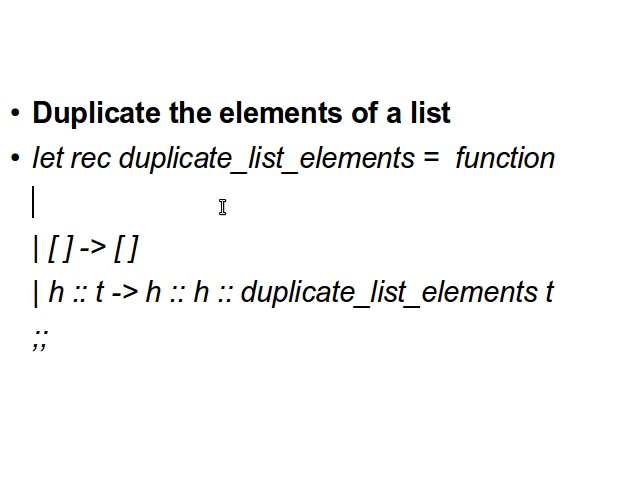 • Duplicate the elements of a list
• let rec duplicate_list_elements =  function
| [ ] -> [ ]
| h :: t -> h :: h :: duplicate_list_elements t
;;